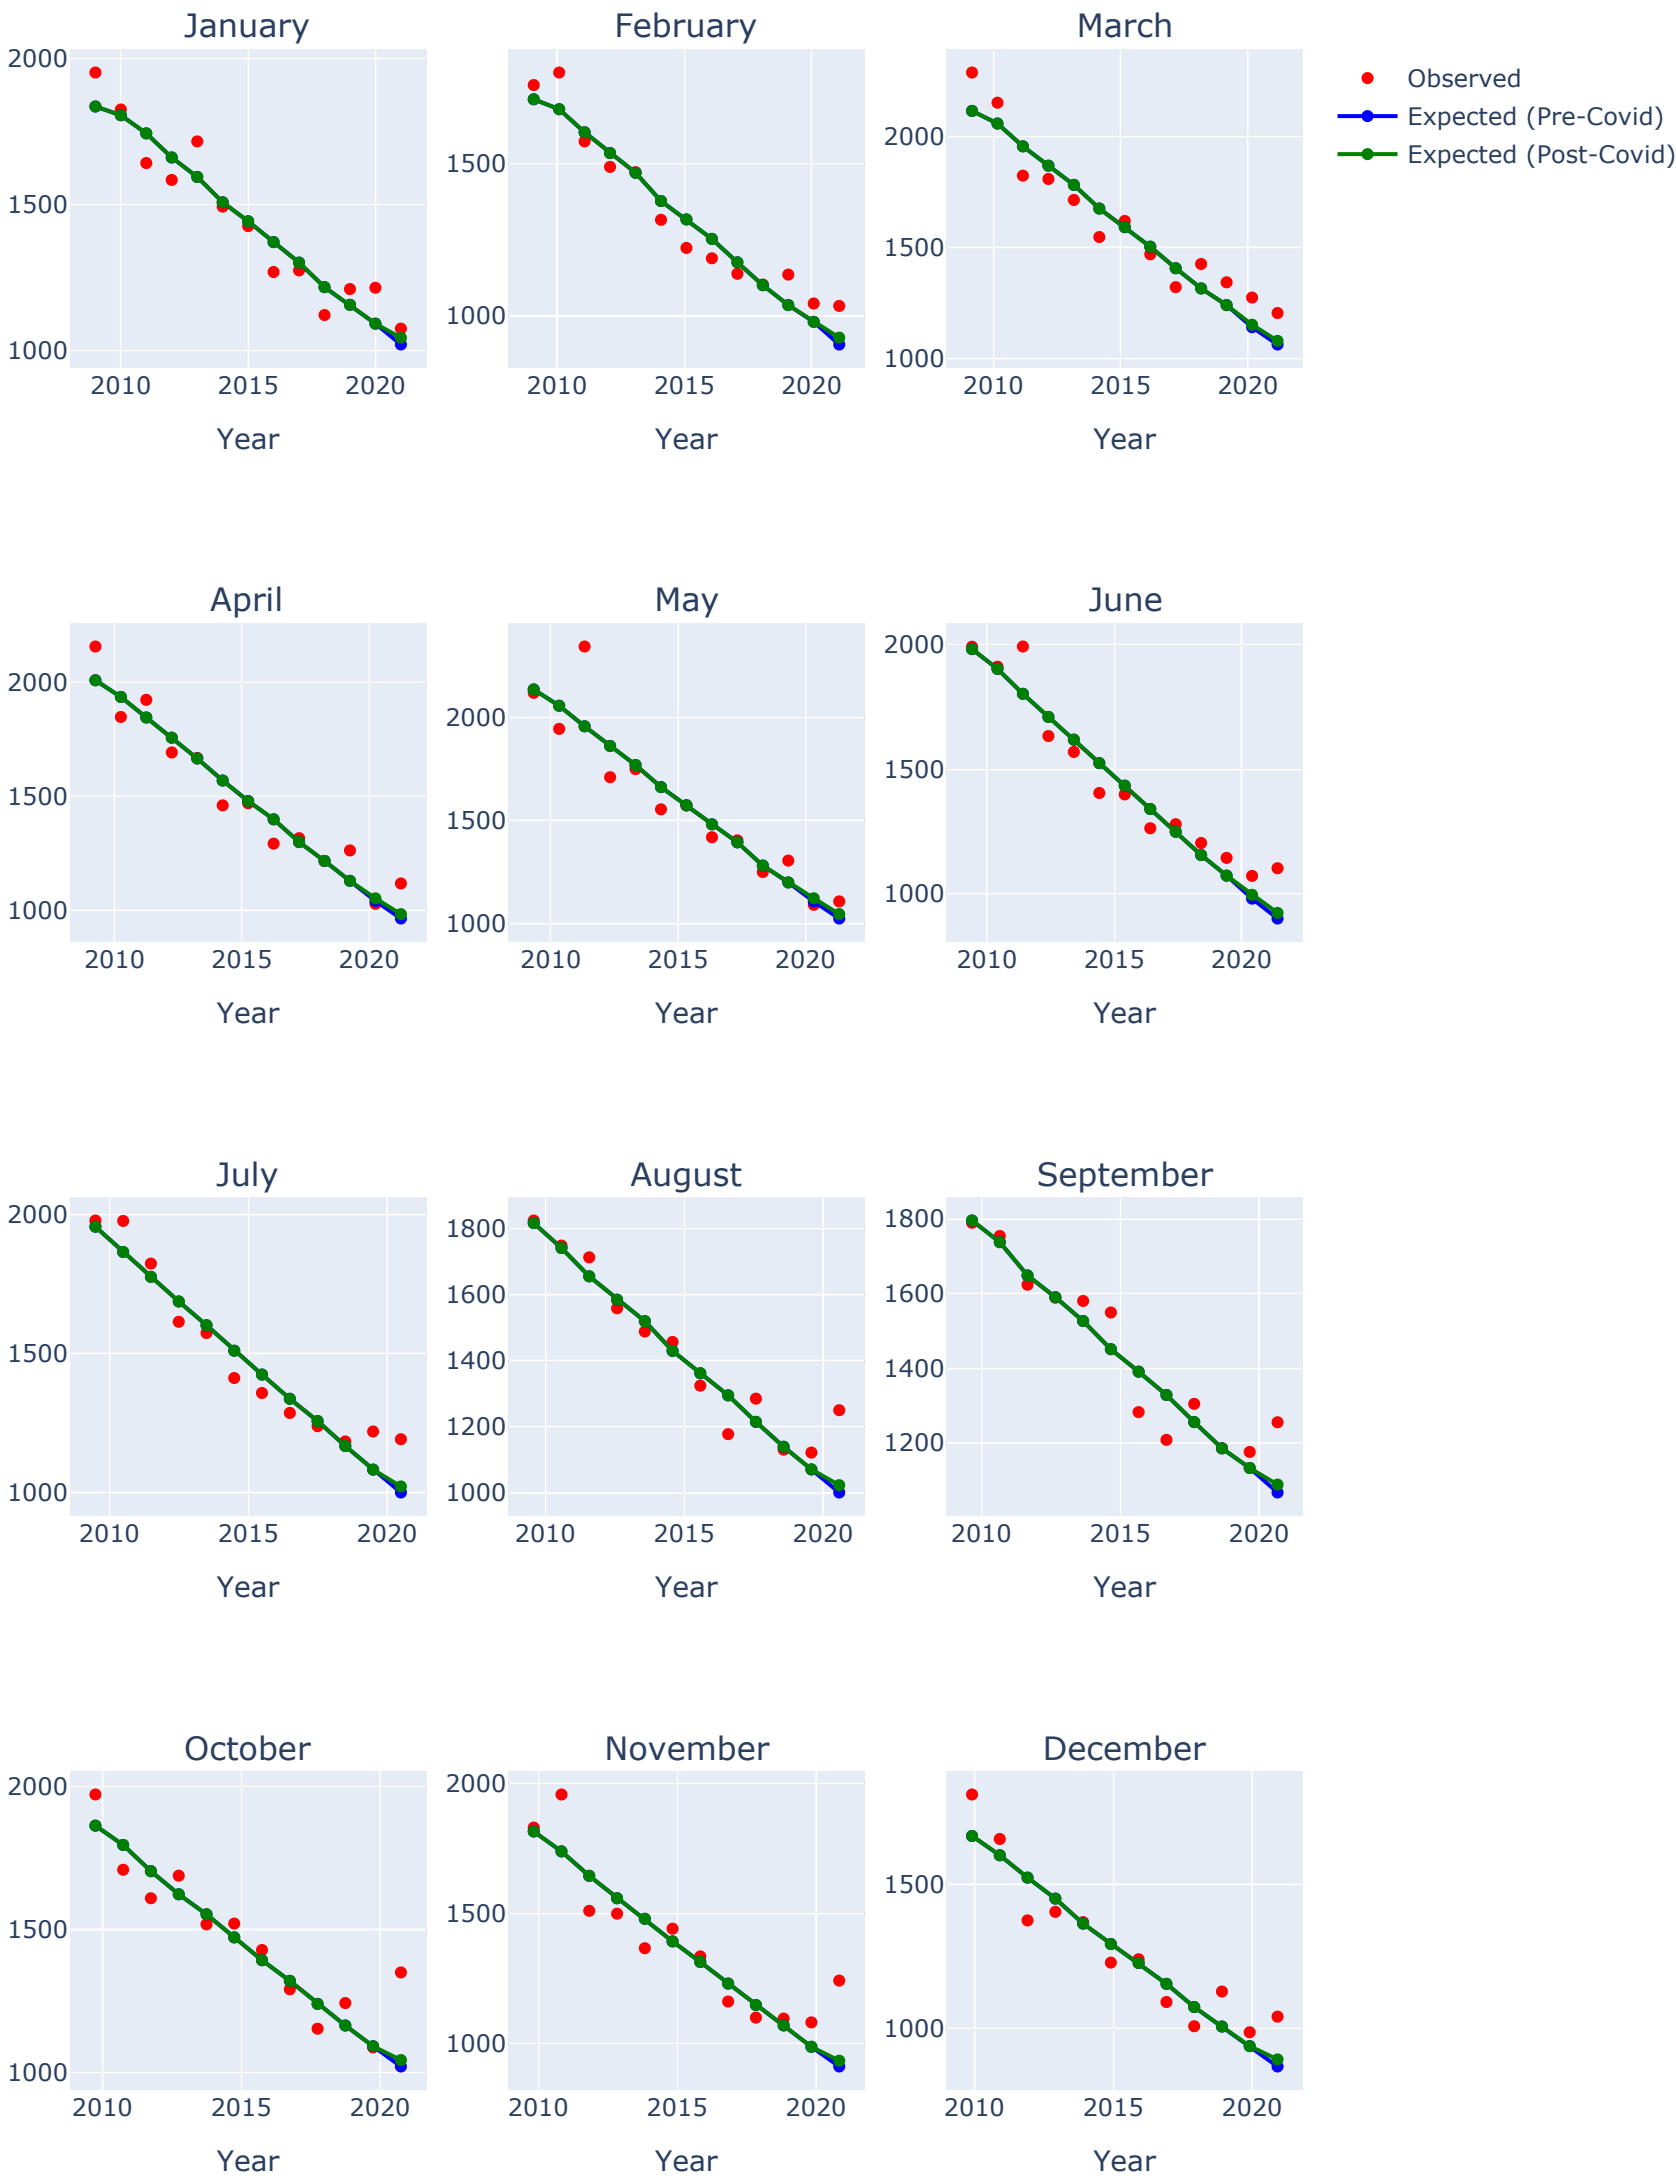 January
February
March
2000
1500
1000
2010
2015
2020
Year
1500
1000
2010
2015
2020
Year
2000
1500
1000
2010
2015
2020
Year
Observed
Expected (Pre-Covid)
Expected (Post-Covid)
April
May
June
2000
1500
1000
2010
2015
2020
Year
2000
1500
1000
2010
2015
2020
Year
2000
1500
1000
2010
2015
2020
Year
July
August
September
2000
1500
1000
2010
2015
2020
Year
1800
1600
1400
1200
1000
2010
2015
2020
Year
1800
1600
1400
1200
2010
2015
2020
Year
October
November
December
2000
1500
1000
2010
2015
2020
Year
2000
1500
1000
2010
2015
2020
Year
1500
1000
2010
2015
2020
Year